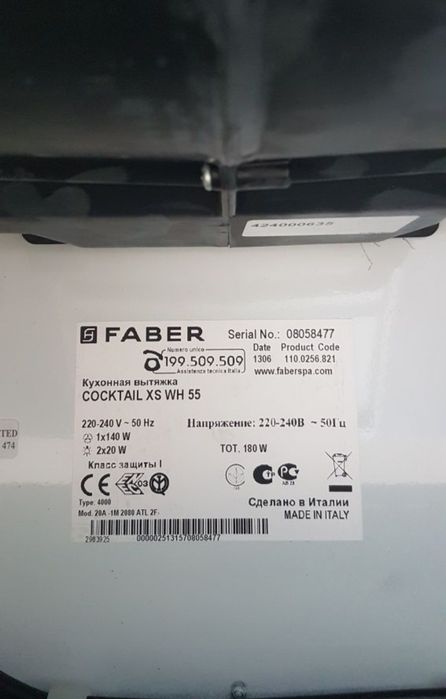 424000635
FABER
Serial No.: 08058477
Numero unico
199.509.509
Assistenza tecnica Italia
Date Product Code
1306 110.0256.821
www.faberspa.com
Кухонная вытяжка
COCKTAIL XS WH 55
220-240 V ~ 50 Hz
Напряжение: 220-240В ~ 50Гц
1x140 W
2x20 W
TOT. 180 W
Класс защиты I
CE
03
Type: 4000
Сделано в Италии
MADE IN ITALY
Mod. 20A -1M 2080 ATL 2F-
2983925
00000251315708058477
TED
474